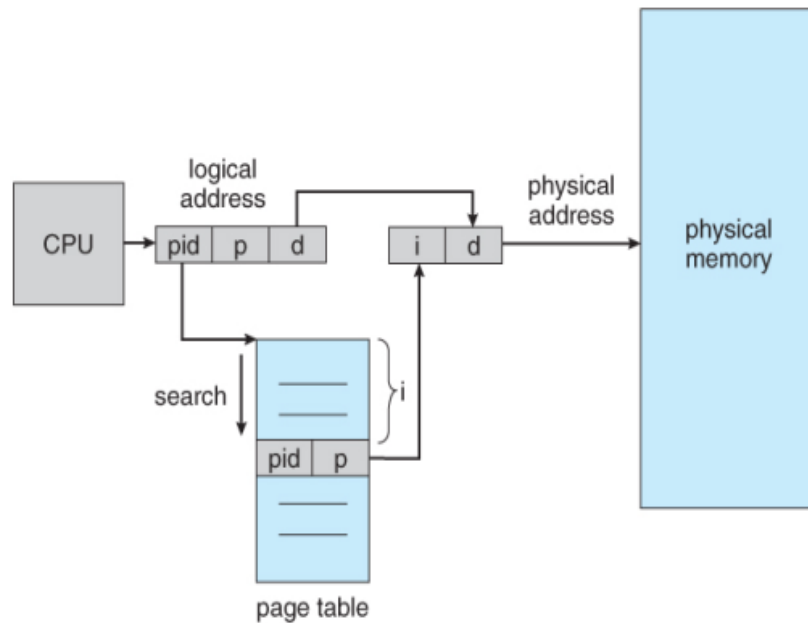 logical
address
physical
address
CPU
pid p d
i d
physical
memory
search
i
pid p
page table